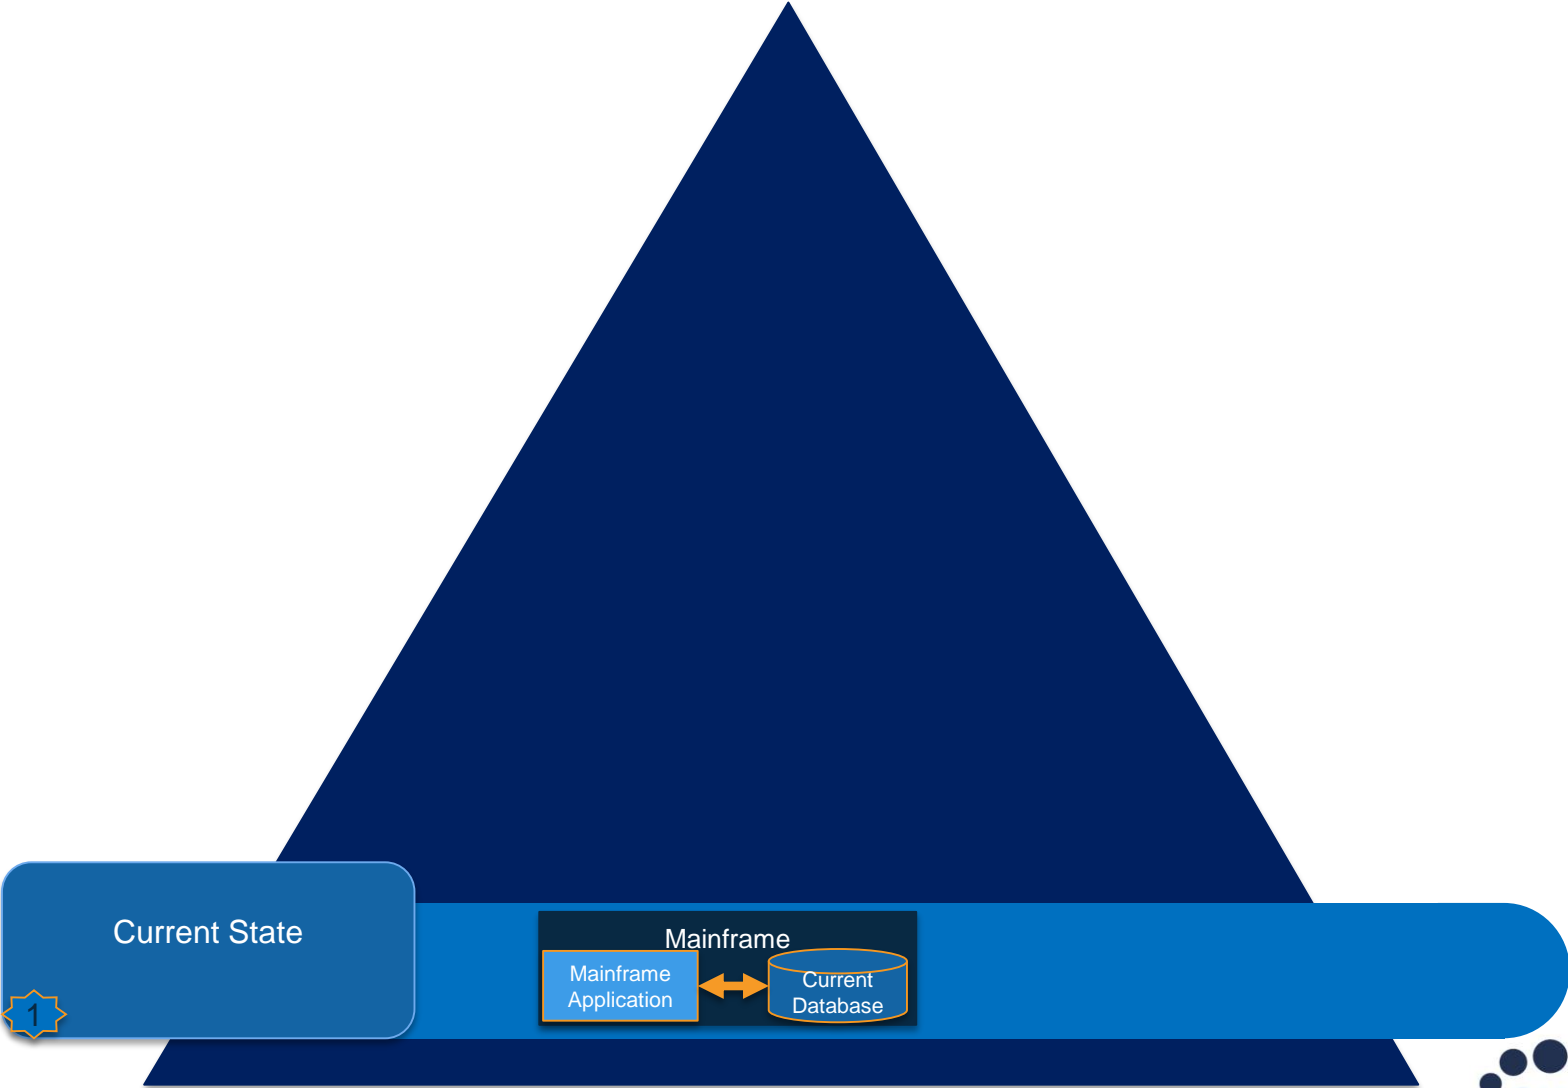 Current State
1
Mainframe
Mainframe
Application
Current
Database